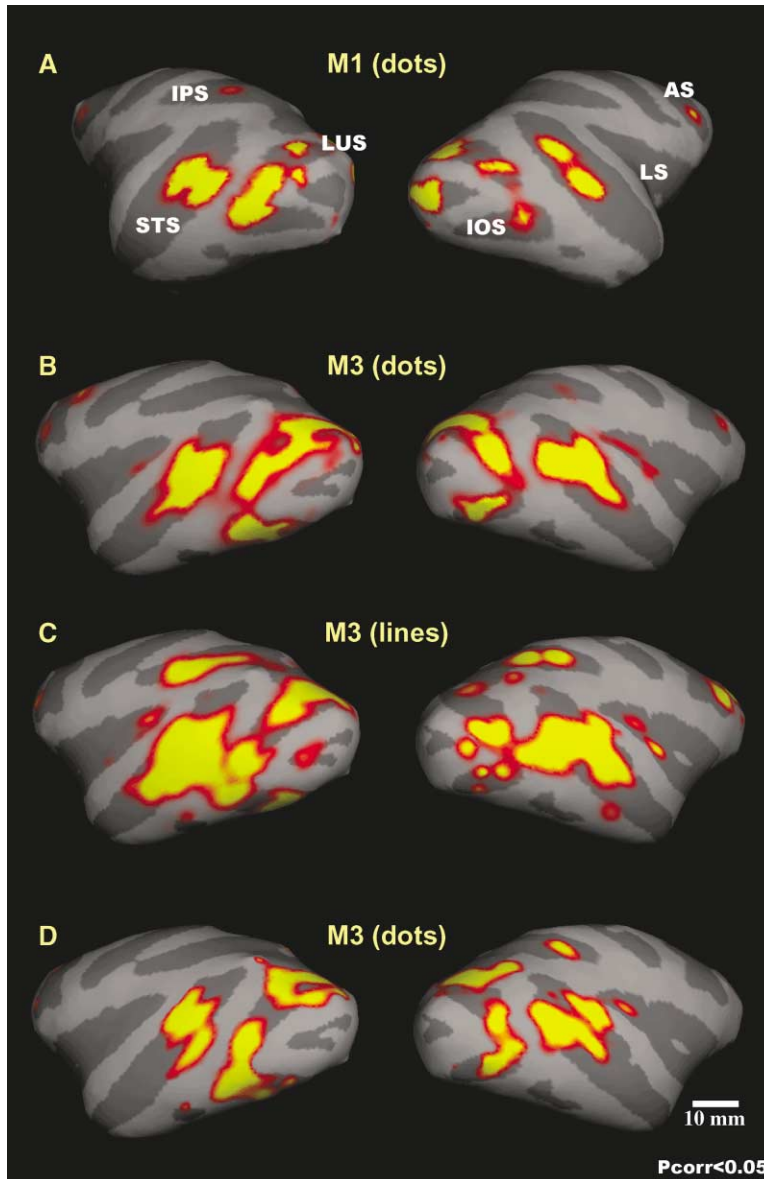 A
M1 (dots)
IPS
LUS
STS
AS
LS
IOS
B
M3 (dots)
C
M3 (lines)
D
M3 (dots)
10 mm
Pcorr<0.05